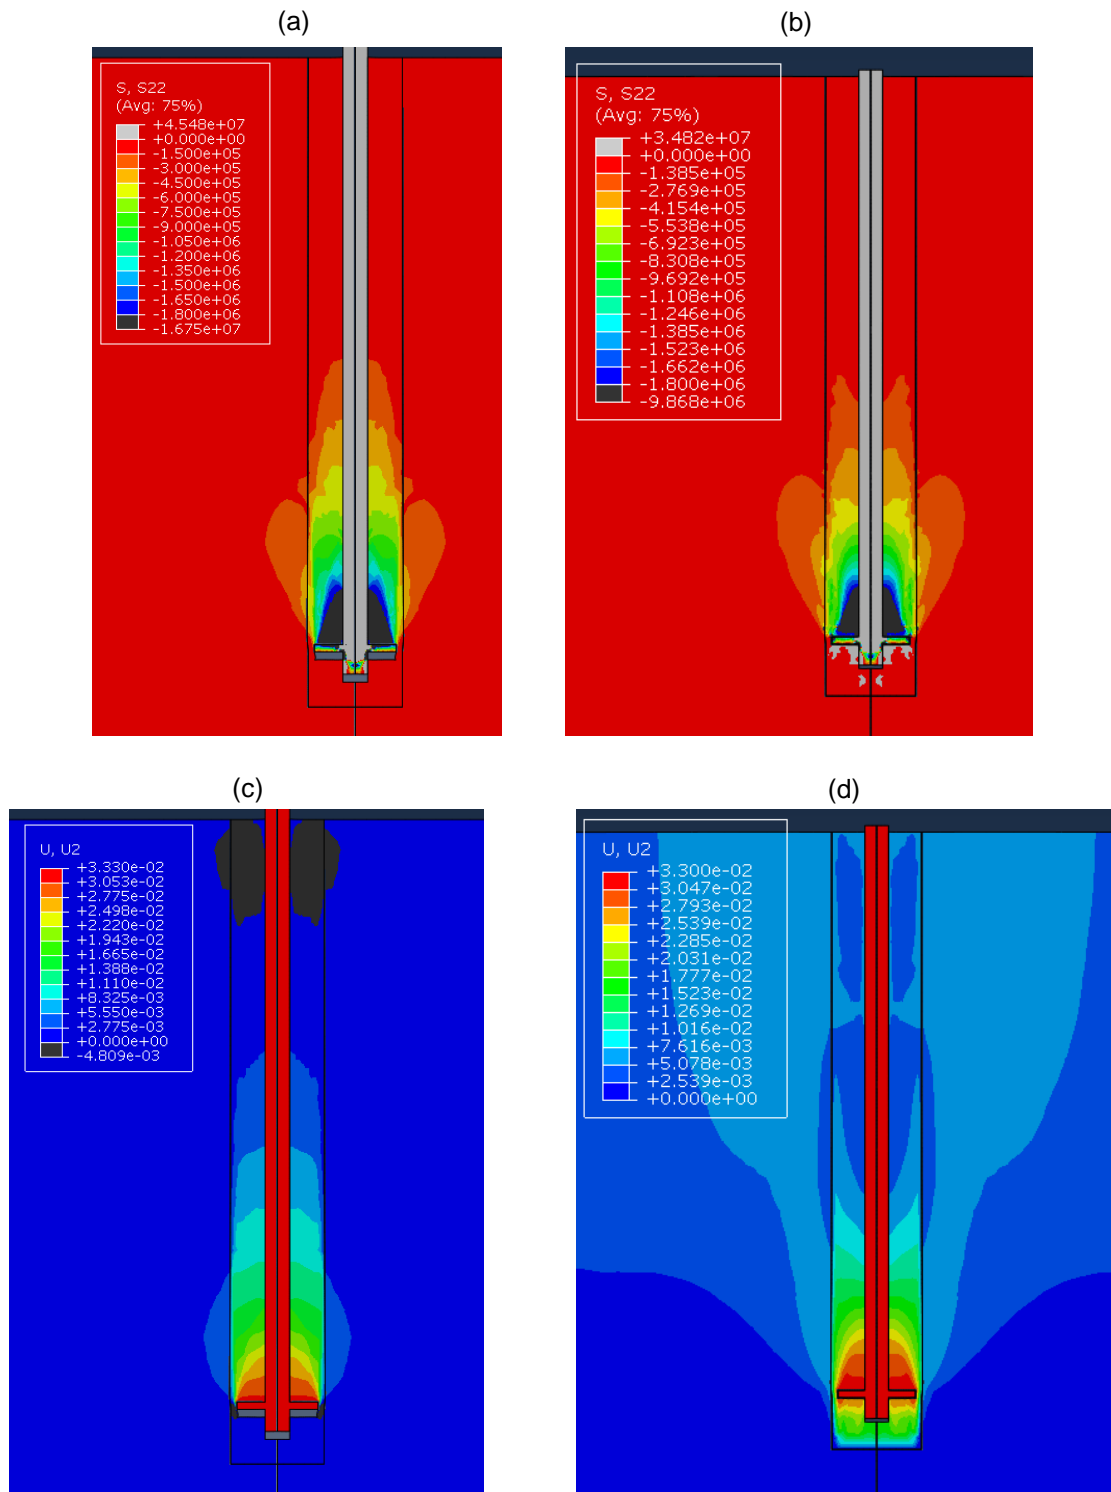 (a)
S, S22
(Avg: 75%)
+4.548e+07
+0.000e+00
-1.500e+05
-3.000e+05
-4.500e+05
-6.000e+05
-7.500e+05
-9.000e+05
-1.050e+06
-1.200e+06
-1.350e+06
-1.500e+06
-1.650e+06
-1.800e+06
-1.675e+07
(b)
S, S22
(Avg: 75%)
+3.482e+07
+0.000e+00
-1.385e+05
-2.769e+05
-4.154e+05
-5.538e+05
-6.923e+05
-8.308e+05
-9.692e+05
-1.108e+06
-1.246e+06
-1.385e+06
-1.523e+06
-1.662e+06
-1.800e+06
-9.868e+06
(c)
U, U2
+3.330e-02
+3.053e-02
+2.775e-02
+2.498e-02
+2.220e-02
+1.943e-02
+1.665e-02
+1.388e-02
+1.110e-02
+8.325e-03
+5.550e-03
+2.775e-03
+0.000e+00
-4.809e-03
(d)
U, U2
+3.300e-02
+3.047e-02
+2.793e-02
+2.539e-02
+2.285e-02
+2.031e-02
+1.777e-02
+1.523e-02
+1.269e-02
+1.016e-02
+7.616e-03
+5.078e-03
+2.539e-03
+0.000e+00